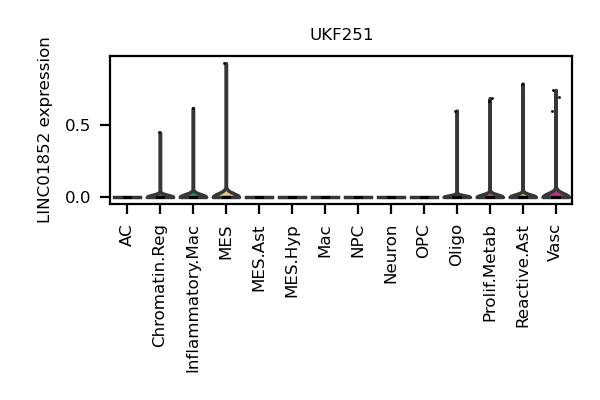 UKF251
LINC01852 expression
0.5
0.0
AC
Chromatin.Reg
Inflammatory.Mac
MES
MES.Ast
MES.Hyp
Mac
NPC
Neuron
OPC
Oligo
Prolif.Metab
Reactive.Ast
Vasc